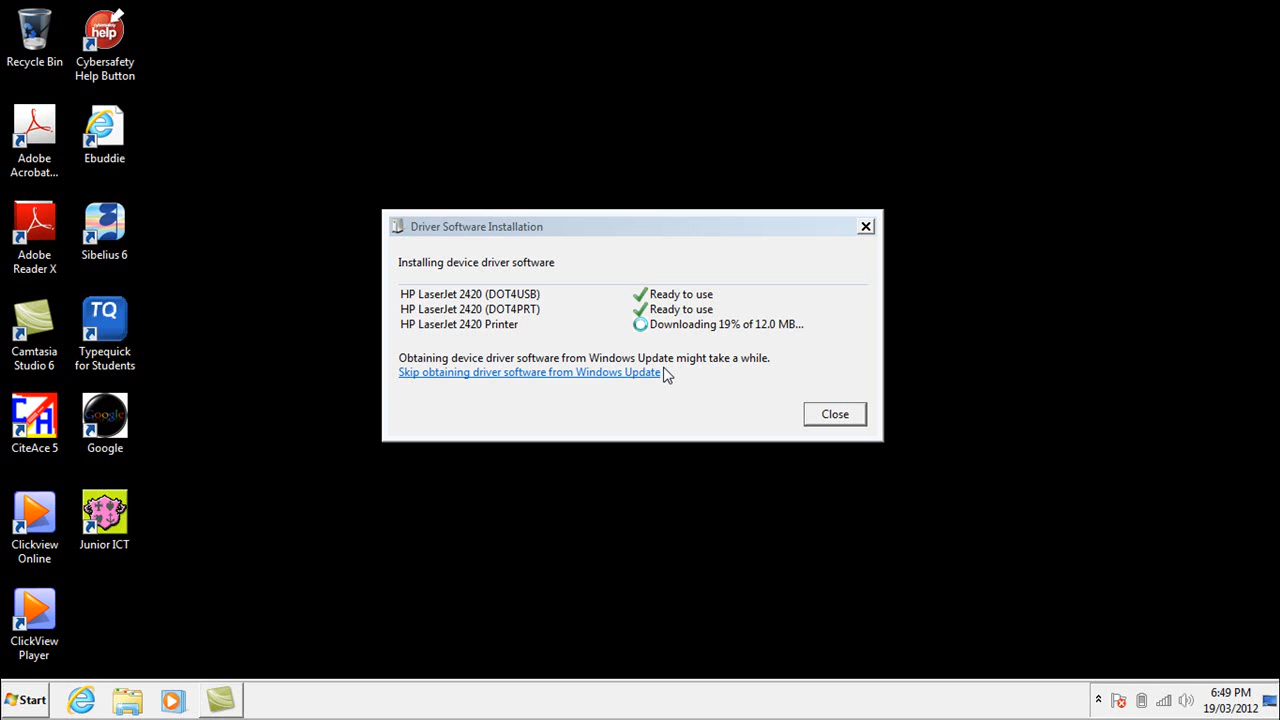 Recycle Bin
Cybersafety
Help Button
help
Adobe
Acrobat...
Ebuddie
Adobe
Reader X
Sibelius 6
Camtasia
Studio 6
TQ
Typequick
for Students
CA
CiteAce 5
Google
Google
Clickview
Online
Junior ICT
ClickView
Player
Driver Software Installation
Installing device driver software
HP LaserJet 2420 (DOT4USB) Ready to use
HP LaserJet 2420 (DOT4PRT) Ready to use
HP LaserJet 2420 Printer Downloading 19% of 12.0 MB...
Obtaining device driver software from Windows Update might take a while.
Skip obtaining driver software from Windows Update
Close
Start
6:49 PM
19/03/2012